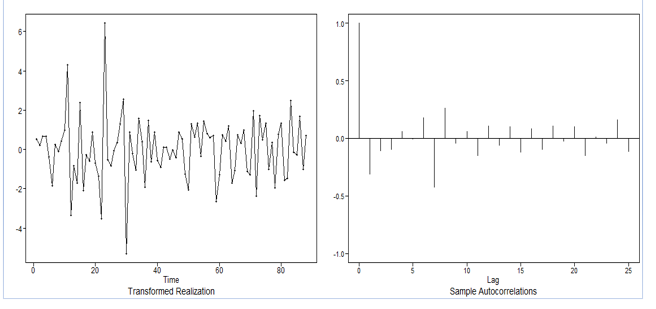 6
4
2
0
-2
-4
0 20 40 60 80
Time
Transformed Realization
1.0
0.5
0.0
-0.5
-1.0
0 5 10 15 20 25
Lag
Sample Autocorrelations